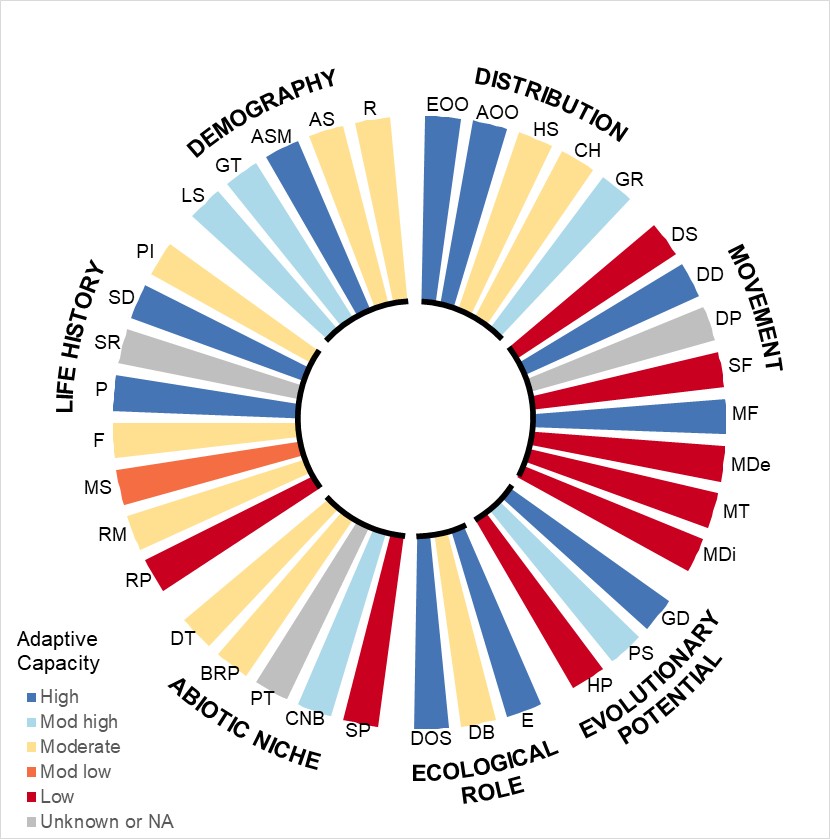 DEMOGRAPHY
DISTRIBUTION
MOVEMENT
EVOLUTIONARY
POTENTIAL
ECOLOGICAL
ROLE
ABIOTIC NICHE
LIFE HISTORY
EOO
AOO
HS
CH
GR
DS
DD
DP
SF
MF
MDe
MT
MDi
GD
PS
HP
E
DB
DOS
SP
CNB
PT
BRP
DT
RP
RM
MS
F
P
SR
SD
PI
LS
GT
ASM
AS
R
Adaptive
Capacity
High
Mod high
Moderate
Mod low
Low
Unknown or NA